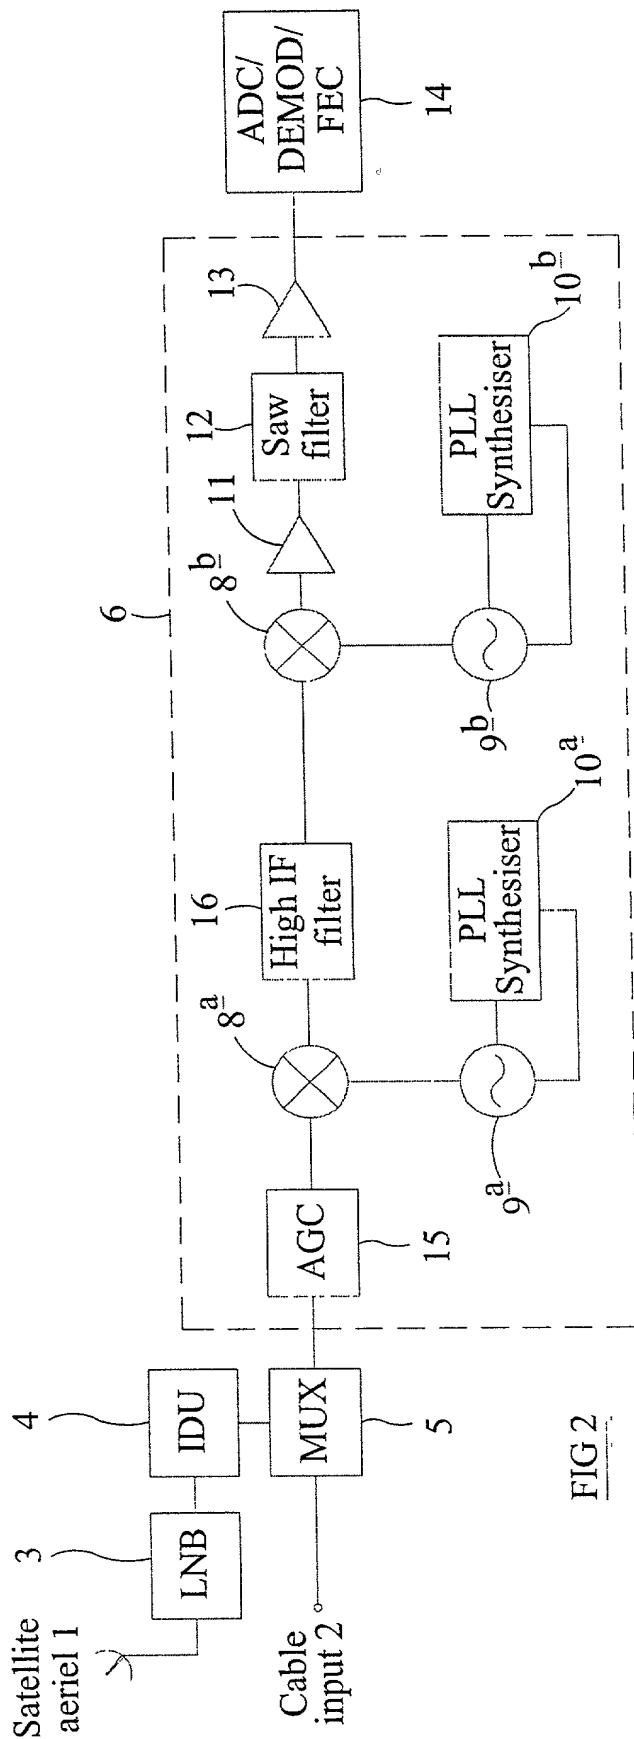 Satellite
aeriel 1
3
LNB
4
IDU
Cable
input 2
MUX
5
6
AGC
15
8a
9a
16
High IF
filter
PLL
Synthesiser
10a
8b
9b
11
12
Saw
filter
13
PLL
Synthesiser
10b
ADC/
DEMOD/
FEC
14
FIG 2